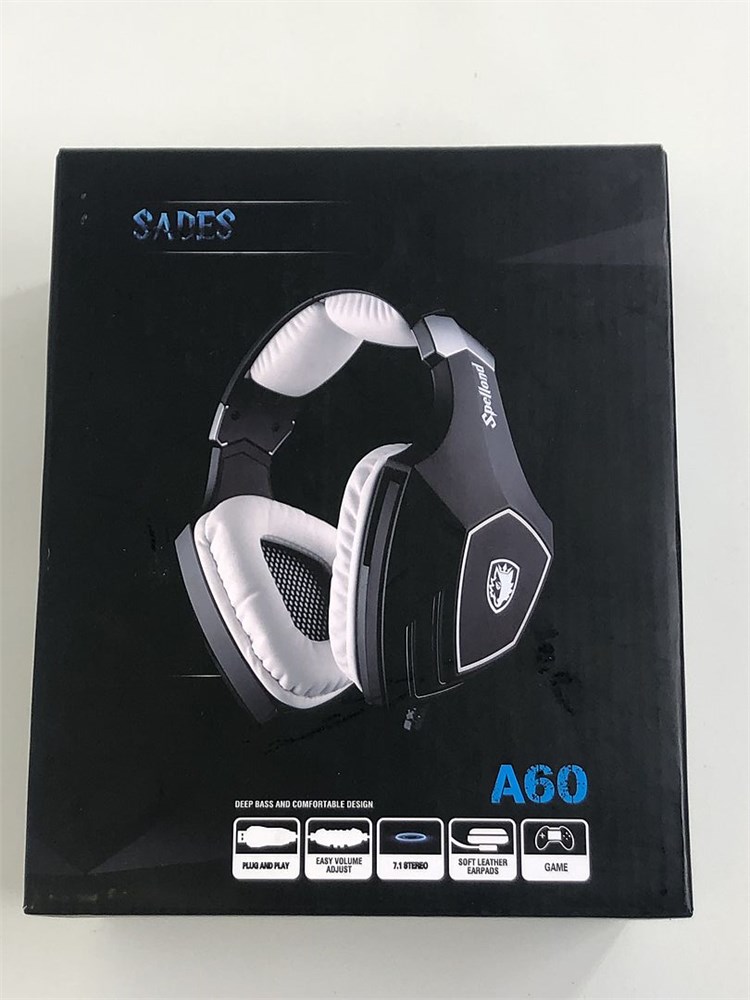 SADES
Spellond
A60
DEEP BASS AND COMFORTABLE DESIGN
PLUG AND PLAY
EASY VOLUME
ADJUST
7.1 STEREO
SOFT LEATHER
EARPADS
GAME